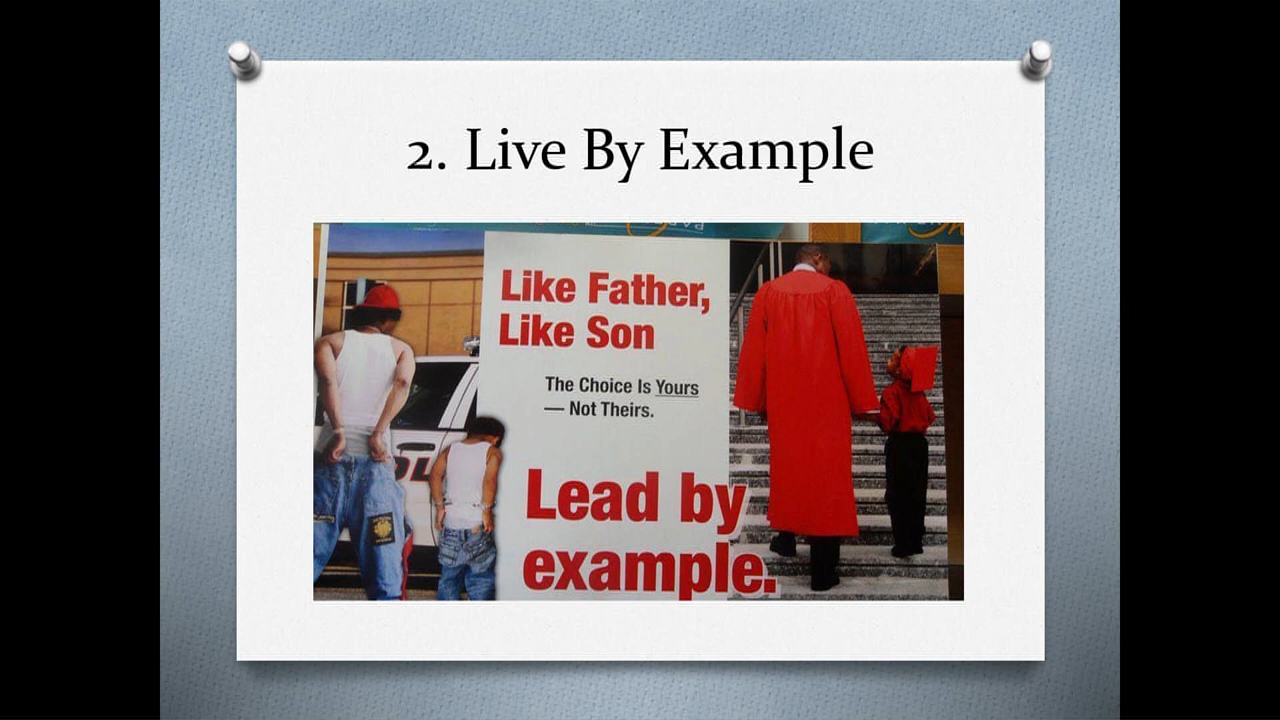 2. Live By Example
Like Father,
Like Son
The Choice Is Yours
— Not Theirs.
Lead by
example.